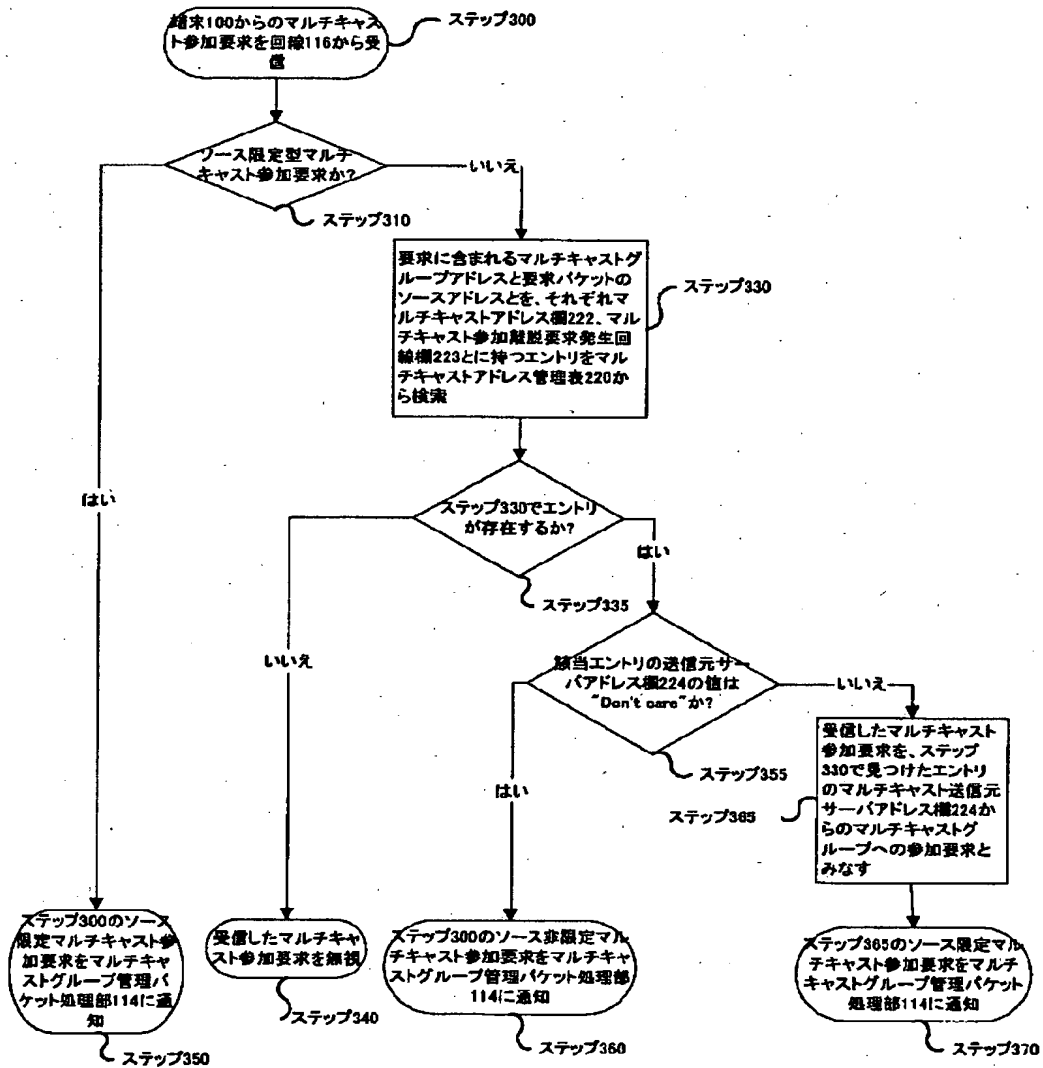 端末100からのマルチキャス
ト参加要求を回線116から受
信
ステップ300
ソース限定型マルチ
キャスト参加要求か?
いいえ
ステップ310
要求に含まれるマルチキャストグ
ループアドレスと要求パケットの
ソースアドレスとを、それぞれマ
ルチキャストアドレス欄222、マル
チキャスト参加離脱要求発生回
線欄223とに持つエントリをマル
チキャストアドレス管理表220か
ら検索
ステップ330
はい
ステップ330でエントリ
が存在するか?
はい
ステップ335
いいえ
該当エントリの送信元サー
バアドレス欄224の値は
"Don't care"か?
いいえ
ステップ355
はい
受信したマルチキャスト
参加要求を、ステップ
330で見つけたエントリ
のマルチキャスト送信元
サーバアドレス欄224か
らのマルチキャストグ
ループへの参加要求と
みなす
ステップ365
ステップ300のソース
限定マルチキャスト参
加要求をマルチキャ
ストグループ管理パ
ケット処理部114に通
知
ステップ350
受信したマルチキャ
スト参加要求を無視
ステップ340
ステップ300のソース非限定マル
チキャスト参加要求をマルチキャ
ストグループ管理パケット処理部
114に通知
ステップ360
ステップ365のソース限定マル
チキャスト参加要求をマルチ
キャストグループ管理パケット
処理部114に通知
ステップ370